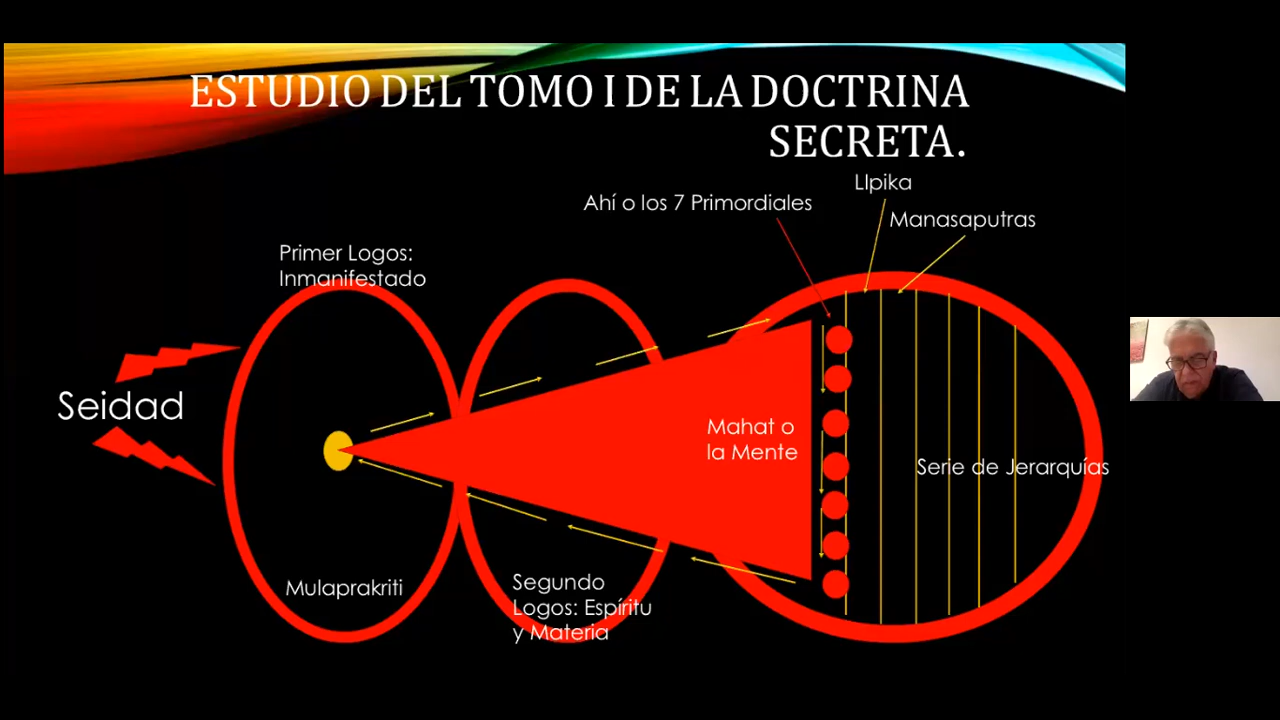 ESTUDIO DEL TOMO I DE LA DOCTRINA
SECRETA.
LIpika
Ahí o los 7 Primordiales
Manasaputras
Primer Logos:
Inmanifestado
Seidad
Mahat o
la Mente
Serie de Jerarquías
Mulaprakriti
Segundo
Logos: Espíritu
y Materia